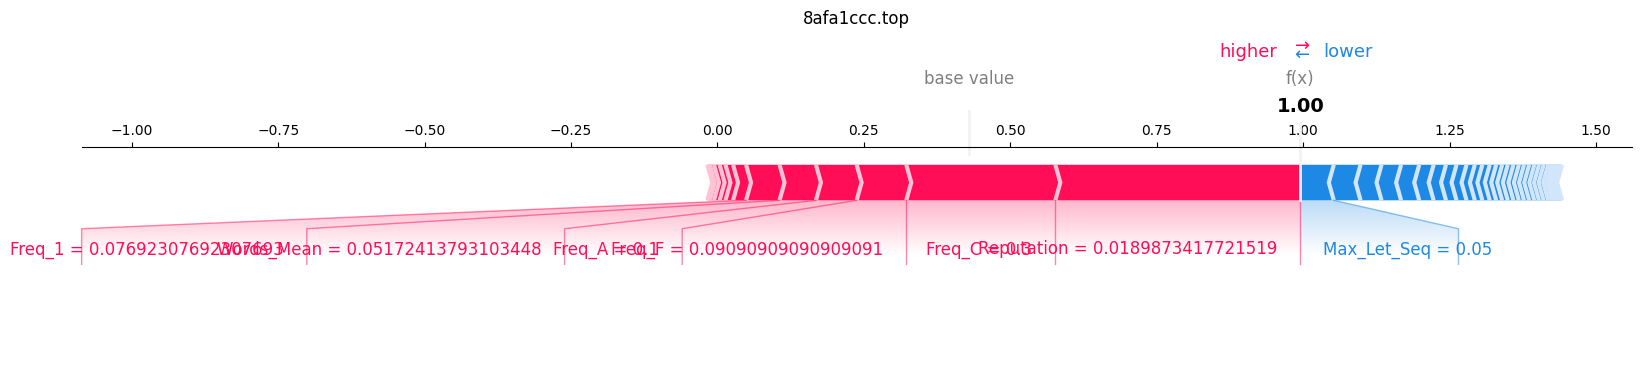 8afa1ccc.top
higher ⇄ lower
base value f(x)
1.00
−1.00 −0.75 −0.50 −0.25 0.00 0.25 0.50 0.75 1.00 1.25 1.50
Freq_1 = 0.07692307692307693 Words_Mean = 0.05172413793103448 Freq_A = 0.1 Freq_F = 0.09090909090909091 Freq_C = 0.3 Reputation = 0.0189873417721519 Max_Let_Seq = 0.05